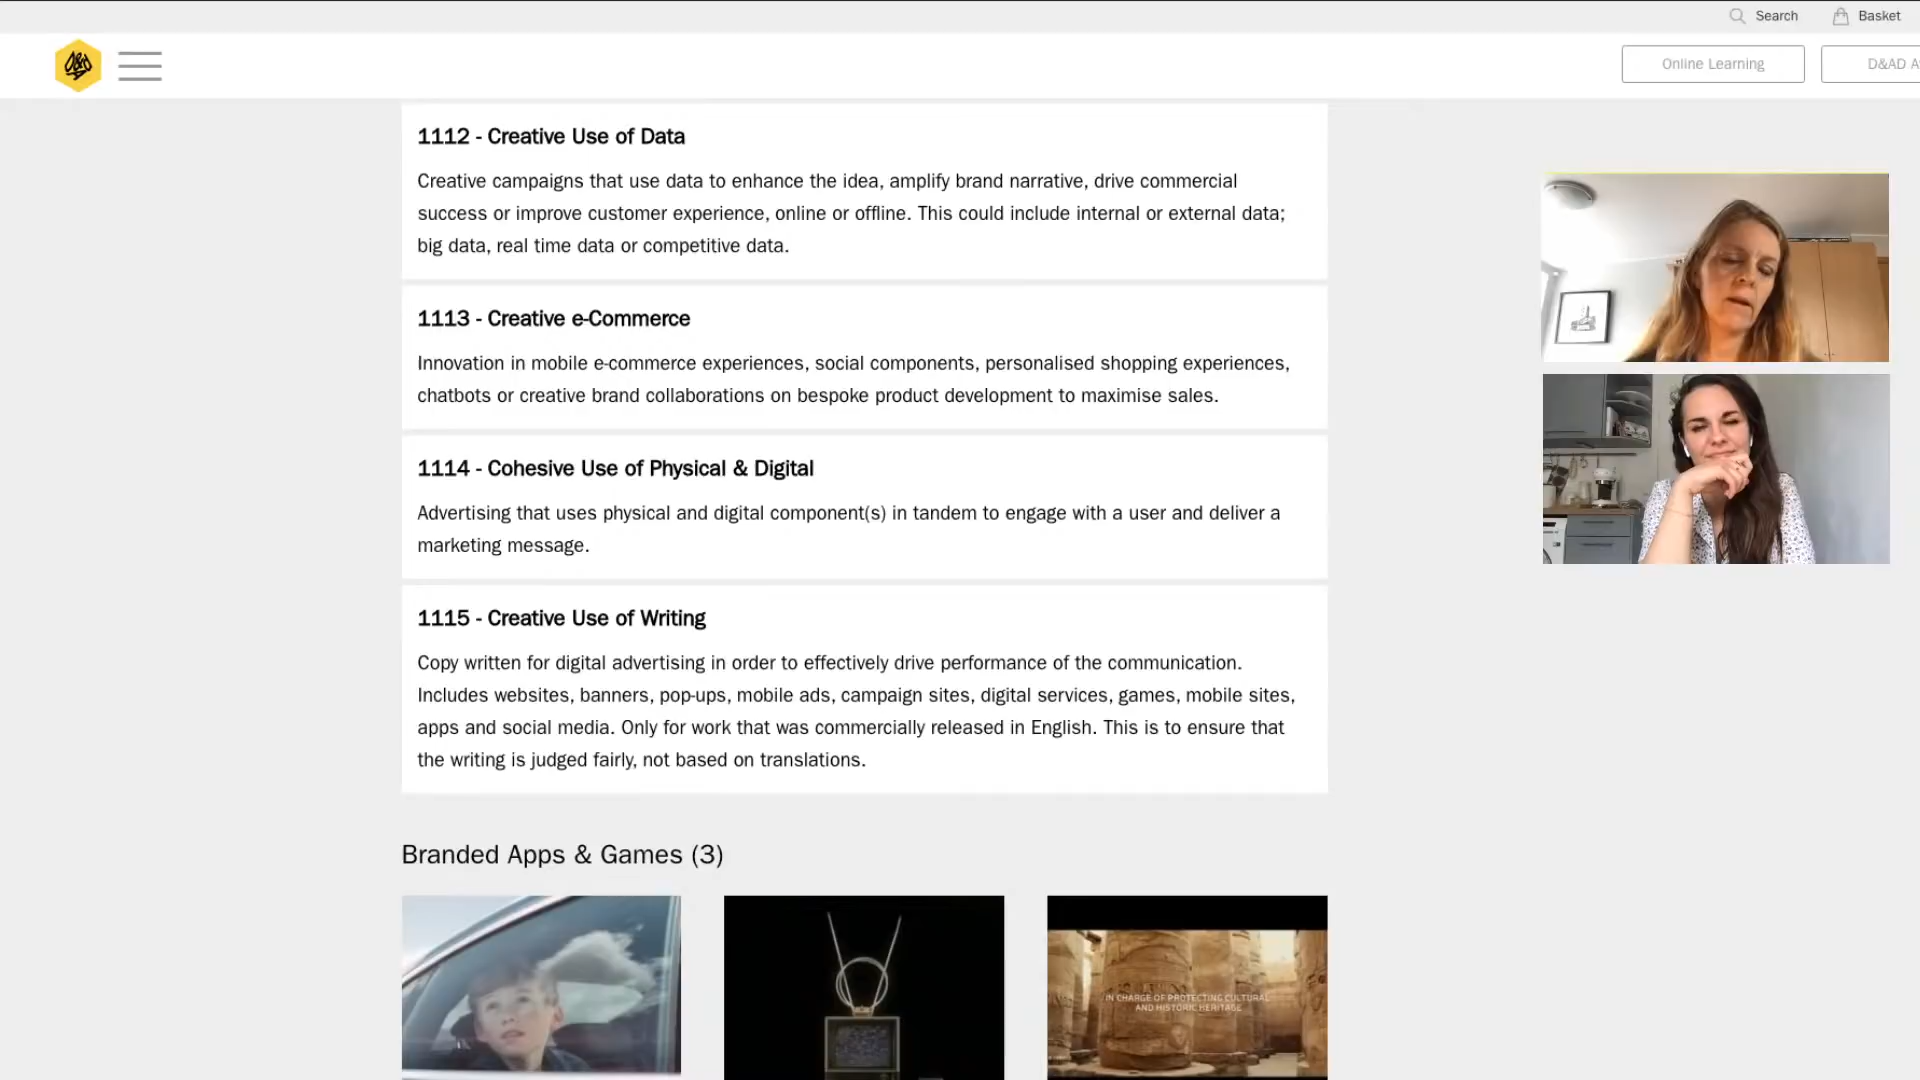 Search
Basket
Online Learning
D&AD A
1112 - Creative Use of Data
Creative campaigns that use data to enhance the idea, amplify brand narrative, drive commercial
success or improve customer experience, online or offline. This could include internal or external data;
big data, real time data or competitive data.
1113 - Creative e-Commerce
Innovation in mobile e-commerce experiences, social components, personalised shopping experiences,
chatbots or creative brand collaborations on bespoke product development to maximise sales.
1114 - Cohesive Use of Physical & Digital
Advertising that uses physical and digital component(s) in tandem to engage with a user and deliver a
marketing message.
1115 - Creative Use of Writing
Copy written for digital advertising in order to effectively drive performance of the communication.
Includes websites, banners, pop-ups, mobile ads, campaign sites, digital services, games, mobile sites,
apps and social media. Only for work that was commercially released in English. This is to ensure that
the writing is judged fairly, not based on translations.
Branded Apps & Games (3)
IN CHARGE OF PROTECTING CULTURAL
AND HISTORIC HERITAGE